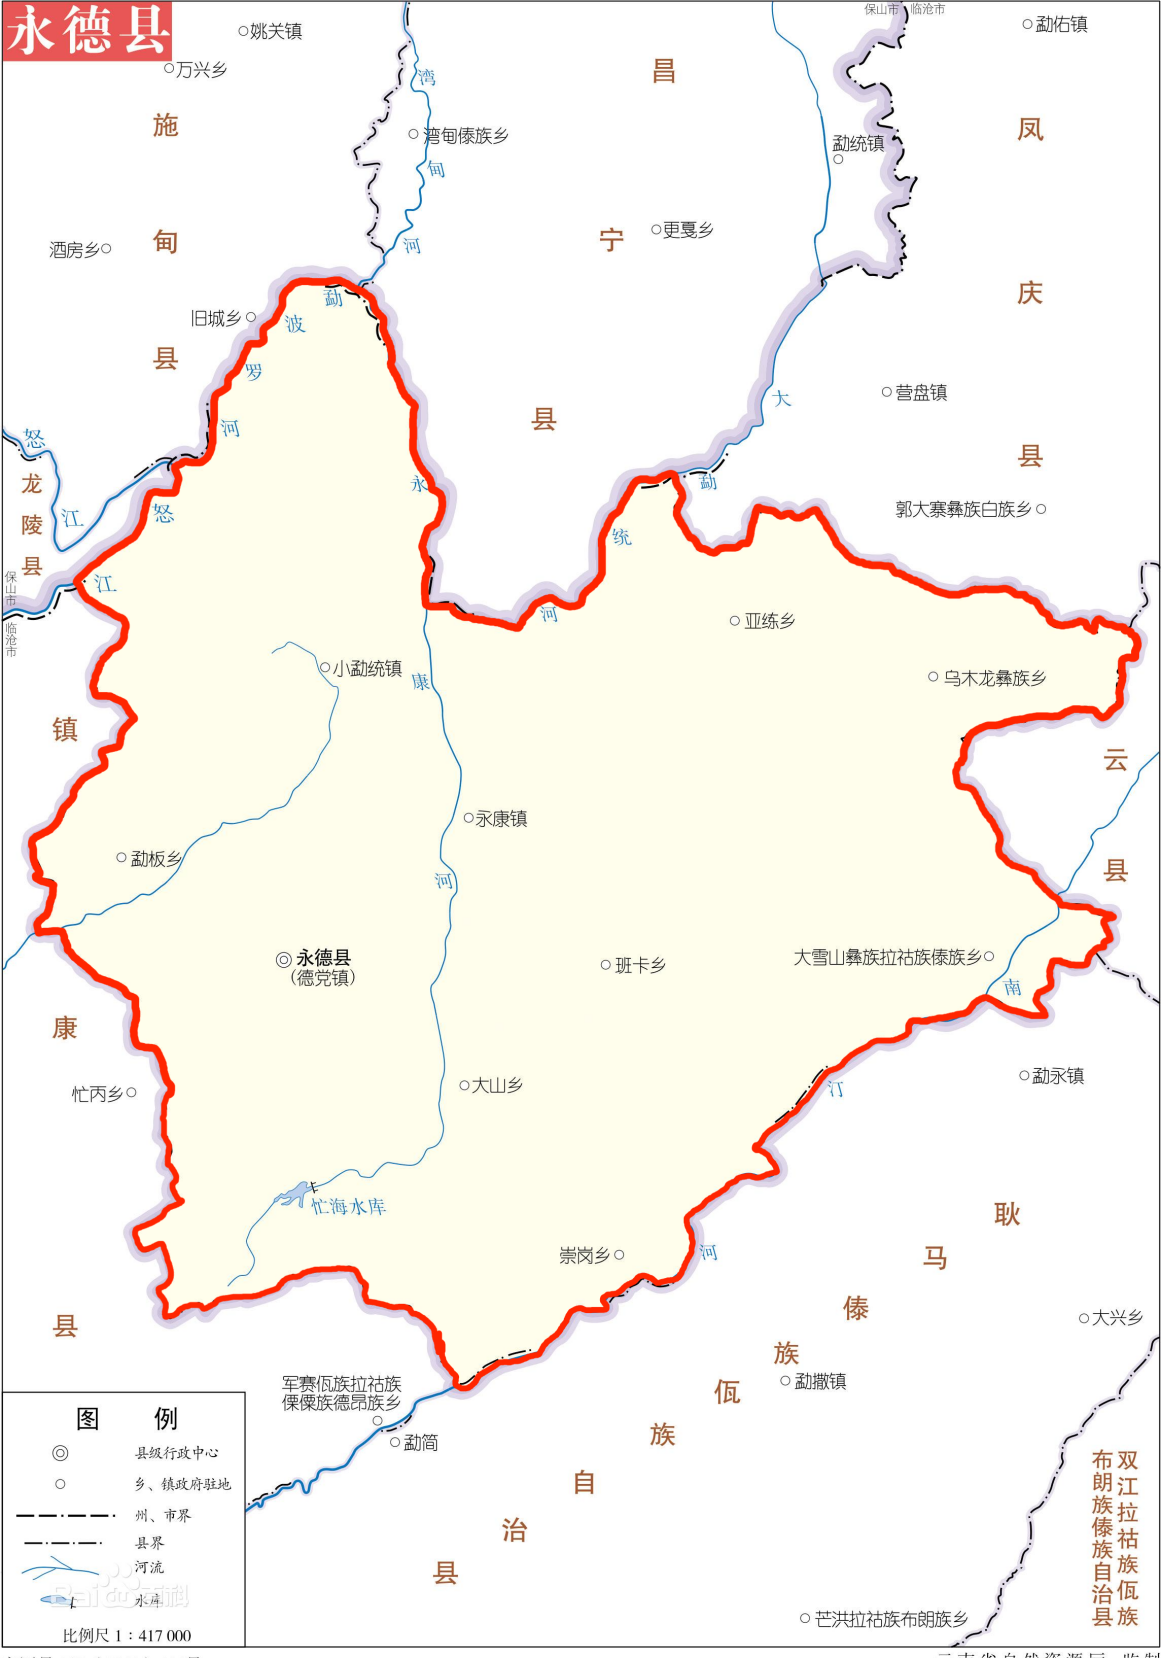 永德县
保山市 临沧市
姚关镇
勐佑镇
万兴乡
昌
湾
施
凤
湾甸傣族乡
勐统镇
甸
甸
宁
更戛乡
酒房乡
河
庆
勐
旧城乡
波
县
罗
营盘镇
大
县
河
怒
县
永
勐
龙陵县
江
怒
郭大寨彝族白族乡
统
保山市
江
河
临沧市
亚练乡
小勐统镇
康
乌木龙彝族乡
镇
云
永康镇
勐板乡
县
河
永德县
(德党镇)
班卡乡
大雪山彝族拉祜族傣族乡
南
康
忙丙乡
大山乡
勐永镇
汀
忙海水库
耿
崇岗乡
河
马
县
傣
大兴乡
族
军赛佤族拉祜族
傈僳族德昂族乡
勐撒镇
佤
族
勐简
自
治
县
双江拉祜族佤族
布朗族傣族自治县
芒洪拉祜族布朗族乡
图 例
县级行政中心
乡、镇政府驻地
州、市界
县界
河流
水库
Bai百科
比例尺 1：417 000